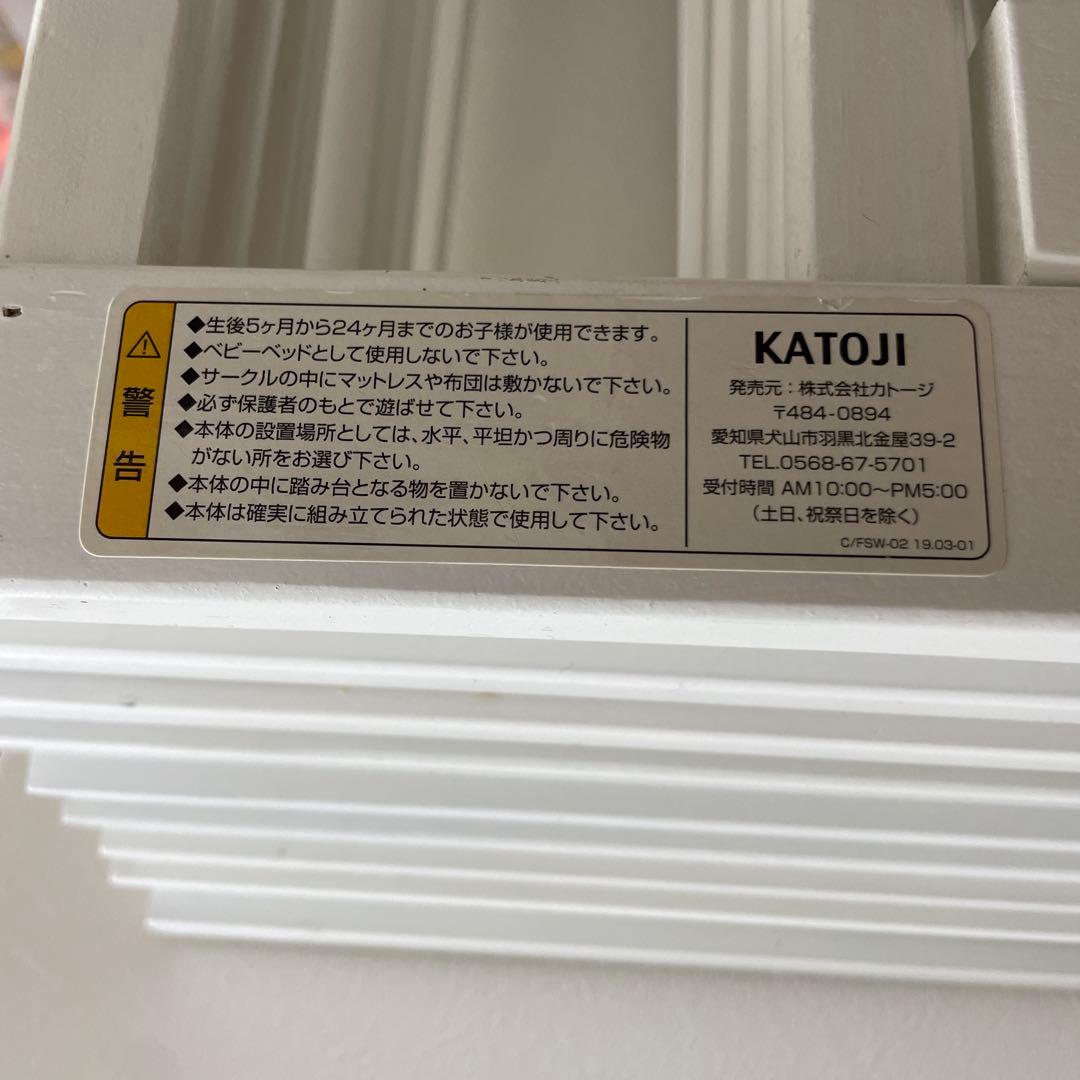 警告
◆生後5ヶ月から24ヶ月までのお子様が使用できます。
◆ベビーベッドとして使用しないで下さい。
◆サークルの中にマットレスや布団は敷かないで下さい。
◆必ず保護者のもとで遊ばせて下さい。
◆本体の設置場所としては、水平、平坦かつ周りに危険物
がない所をお選び下さい。
◆本体の中に踏み台となる物を置かないで下さい。
◆本体は確実に組み立てられた状態で使用して下さい。
KATOJI
発売元：株式会社カトージ
〒484-0894
愛知県犬山市羽黒北金屋39-2
TEL.0568-67-5701
受付時間 AM10:00〜PM5:00
（土日、祝祭日を除く）
C/FSW-02 19.03-01